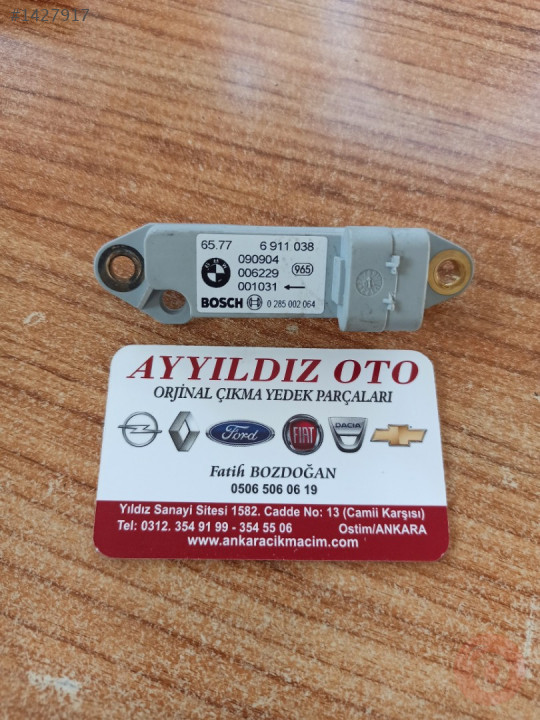 #1427917
65.77 6 911 038
090904
006229 965
001031 ←
BOSCH 0 285 002 064
AYYILDIZ OTO
ORJİNAL ÇIKMA YEDEK PARÇALARI
Ford FIAT DACIA
Fatih BOZDOĞAN
0506 506 06 19
Yıldız Sanayi Sitesi 1582. Cadde No: 13 (Camii Karşısı)
Tel: 0312. 354 91 99 - 354 55 06 Ostim/ANKARA
www.ankaracikmacim.com